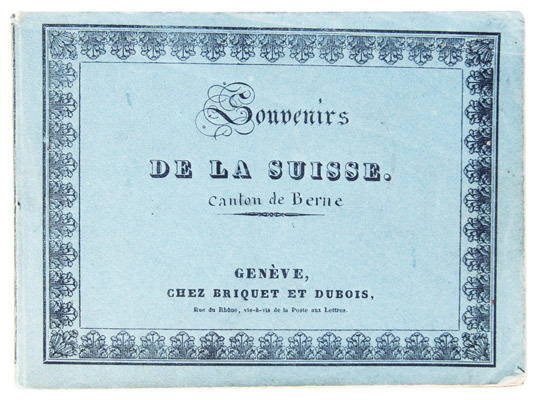 Souvenirs
DE LA SUISSE.
Canton de Berne
GENÈVE,
CHEZ BRIQUET ET DUBOIS,
Rue du Rhône, vis-à-vis de la Poste aux Lettres.